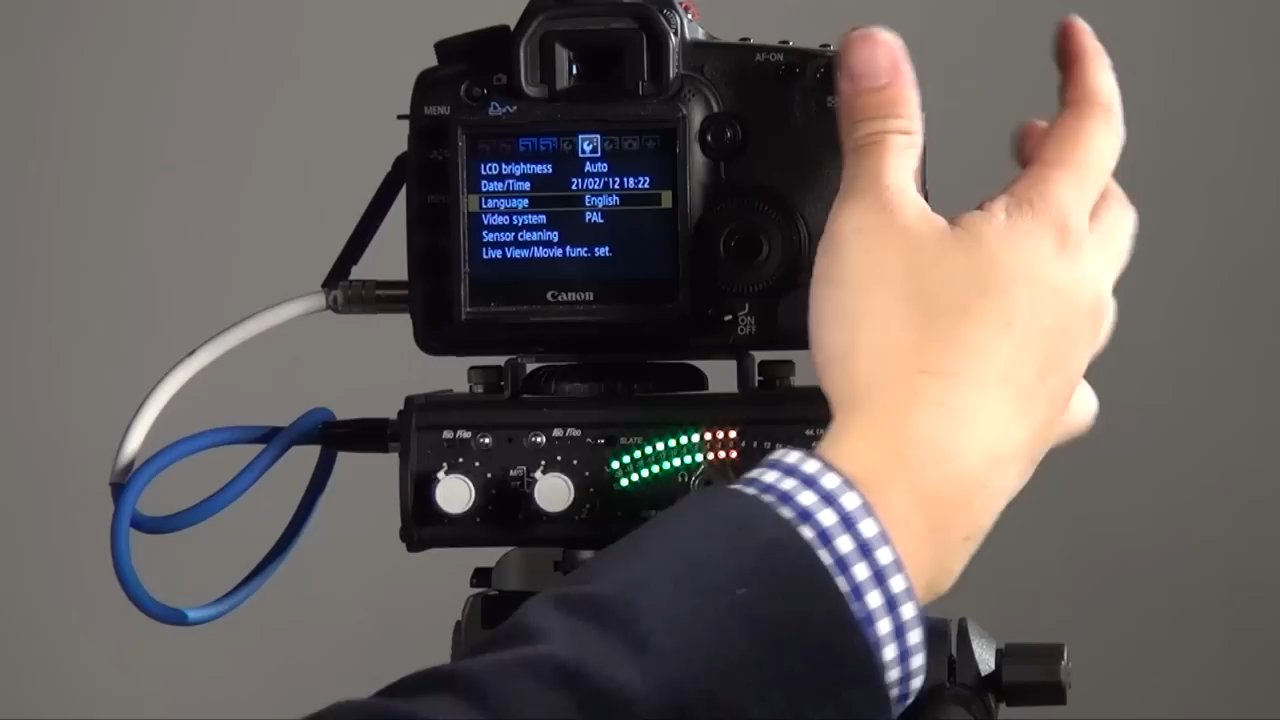 AF-ON
MENU
LCD brightness Auto
Date/Time 21/02/'12 18:22
Language English
Video system PAL
Sensor cleaning
Live View/Movie func. set.
Canon
ON
OFF
SLATE